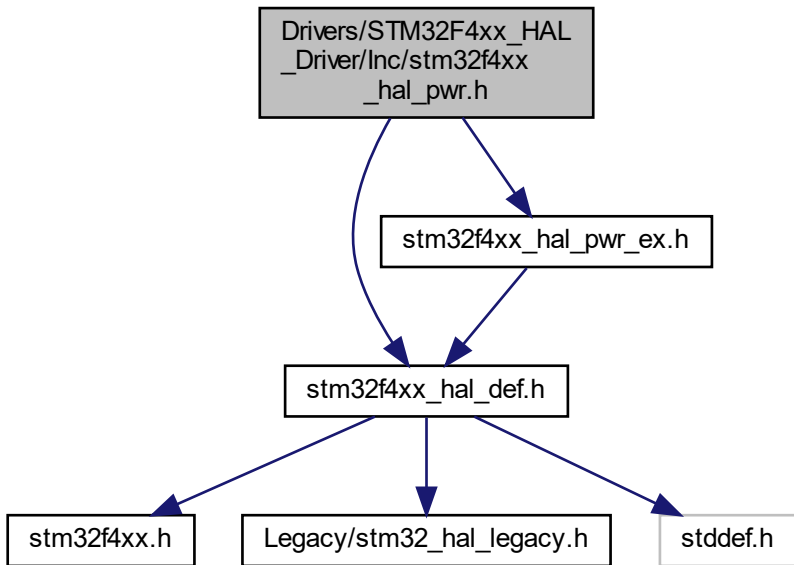 Drivers/STM32F4xx_HAL
_Driver/Inc/stm32f4xx
_hal_pwr.h
stm32f4xx_hal_pwr_ex.h
stm32f4xx_hal_def.h
stm32f4xx.h
Legacy/stm32_hal_legacy.h
stddef.h